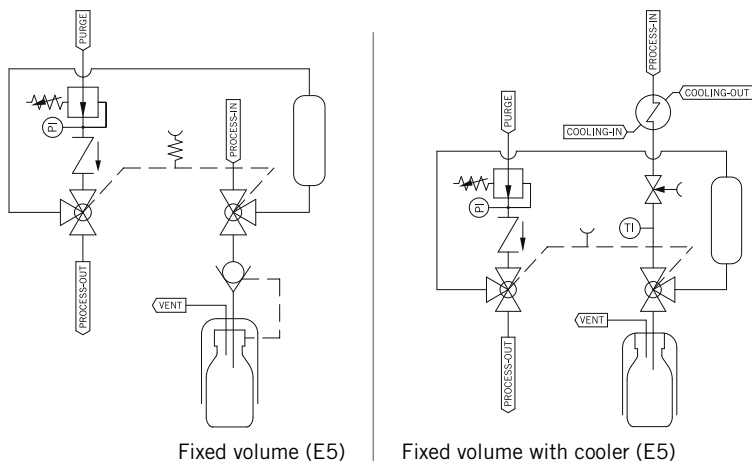 PURGE
PI
PROCESS-IN
PROCESS-OUT
VENT
Fixed volume (E5)
PROCESS-IN
COOLING-OUT
COOLING-IN
PURGE
PI
TI
VENT
PROCESS-OUT
Fixed volume with cooler (E5)